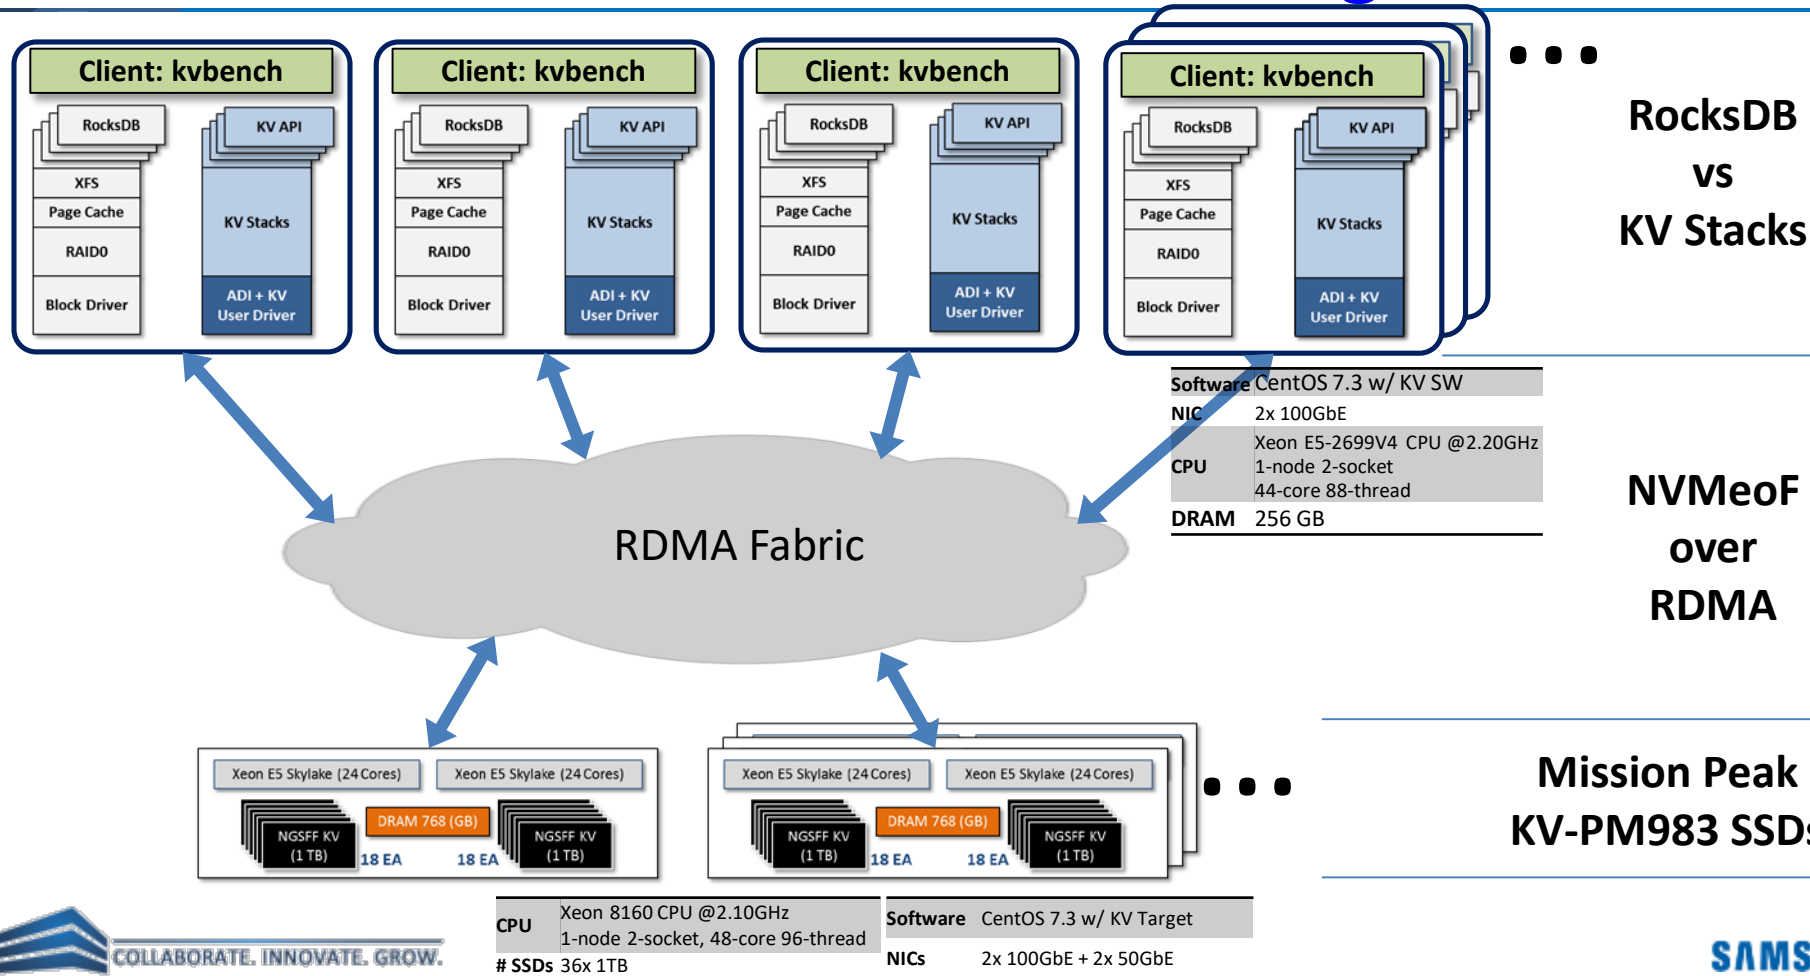 Client: kvbench
RocksDB
KV API
XFS
Page Cache
KV Stacks
RAID0
Block Driver
ADI + KV
User Driver
Client: kvbench
RocksDB
KV API
XFS
Page Cache
KV Stacks
RAID0
Block Driver
ADI + KV
User Driver
Client: kvbench
RocksDB
KV API
XFS
Page Cache
KV Stacks
RAID0
Block Driver
ADI + KV
User Driver
Client: kvbench
RocksDB
KV API
XFS
Page Cache
KV Stacks
RAID0
Block Driver
ADI + KV
User Driver
...
RocksDB
vs
KV Stacks
Software CentOS 7.3 w/ KV SW
NIC 2x 100GbE
CPU Xeon E5-2699V4 CPU @2.20GHz
1-node 2-socket
44-core 88-thread
DRAM 256 GB
RDMA Fabric
NVMeoF
over
RDMA
Xeon E5 Skylake (24 Cores) Xeon E5 Skylake (24 Cores)
DRAM 768 (GB)
NGSFF KV
(1 TB)
18 EA
18 EA
NGSFF KV
(1 TB)
Xeon E5 Skylake (24 Cores) Xeon E5 Skylake (24 Cores)
DRAM 768 (GB)
NGSFF KV
(1 TB)
18 EA
18 EA
NGSFF KV
(1 TB)
...
Mission Peak
KV-PM983 SSDs
CPU Xeon 8160 CPU @2.10GHz
1-node 2-socket, 48-core 96-thread
# SSDs 36x 1TB
Software CentOS 7.3 w/ KV Target
NICs 2x 100GbE + 2x 50GbE
COLLABORATE. INNOVATE. GROW.
SAMS